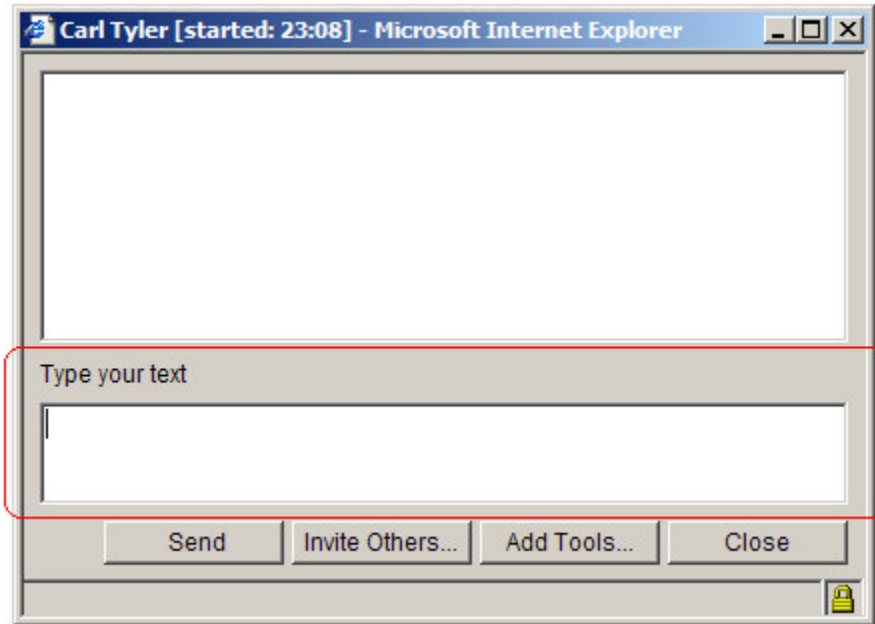 Carl Tyler [started: 23:08] - Microsoft Internet Explorer
Type your text
Send Invite Others... Add Tools... Close